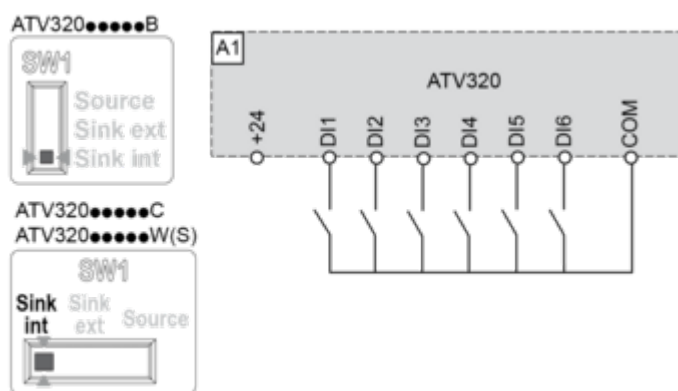 ATV320●●●●●B
SW1
Source
Sink ext
Sink int
ATV320●●●●●C
ATV320●●●●●W(S)
SW1
Sink int
Sink ext
Source
A1
ATV320
+24
DI1
DI2
DI3
DI4
DI5
DI6
COM